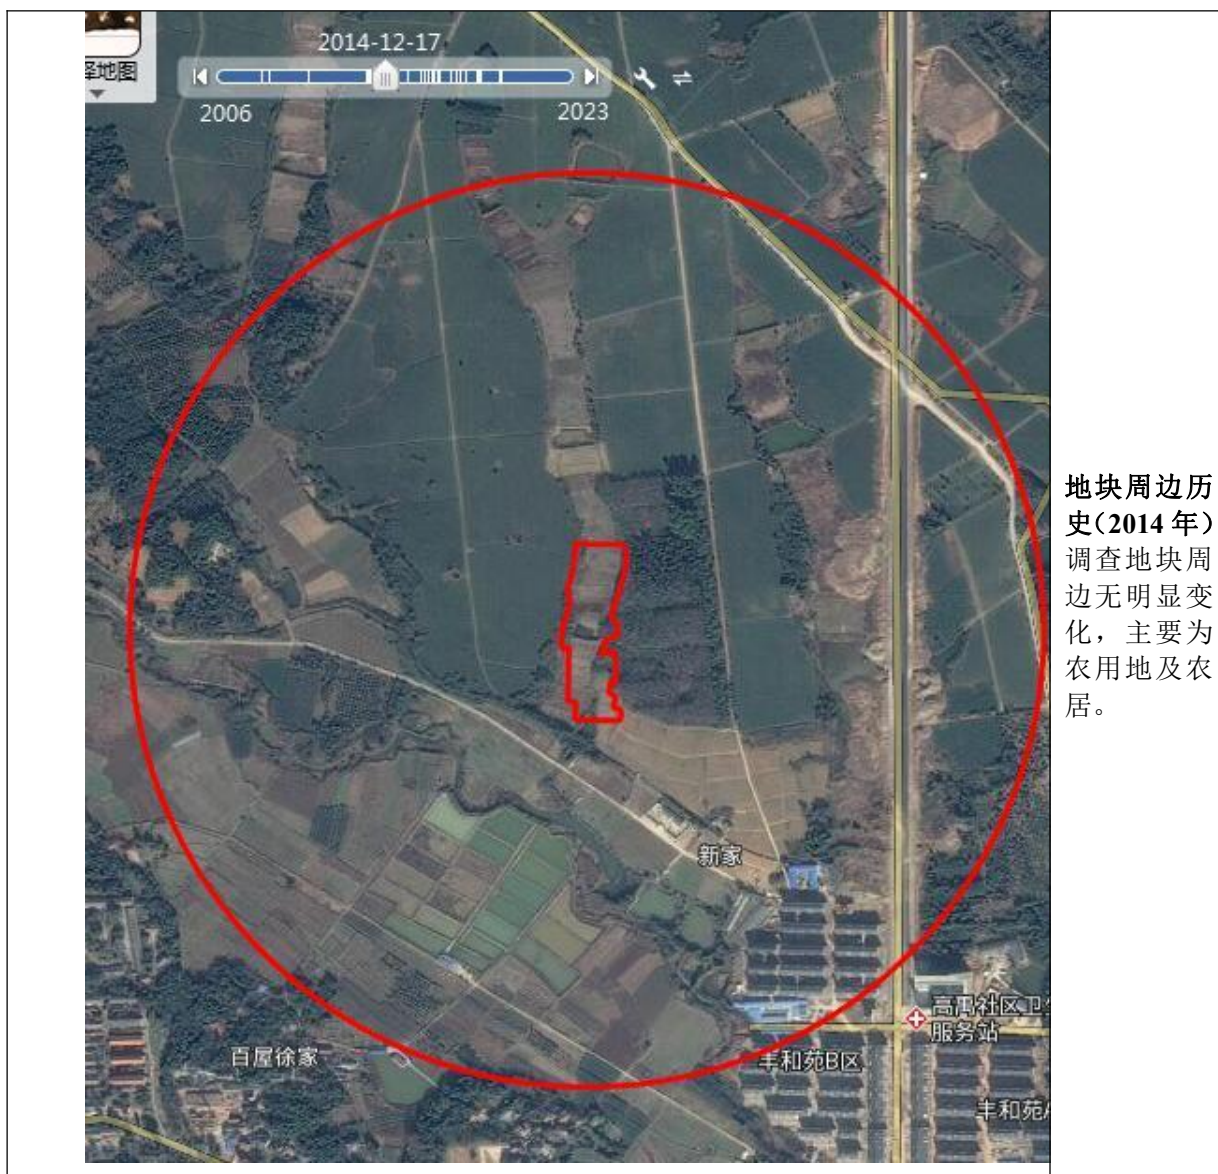 2014-12-17
择地图
2006
2023
地块周边历
史（2014 年）
调查地块周
边无明显变
化，主要为
农用地及农
居。
新家
高禹社区卫生
服务站
百屋徐家
丰和苑B区
丰和苑A